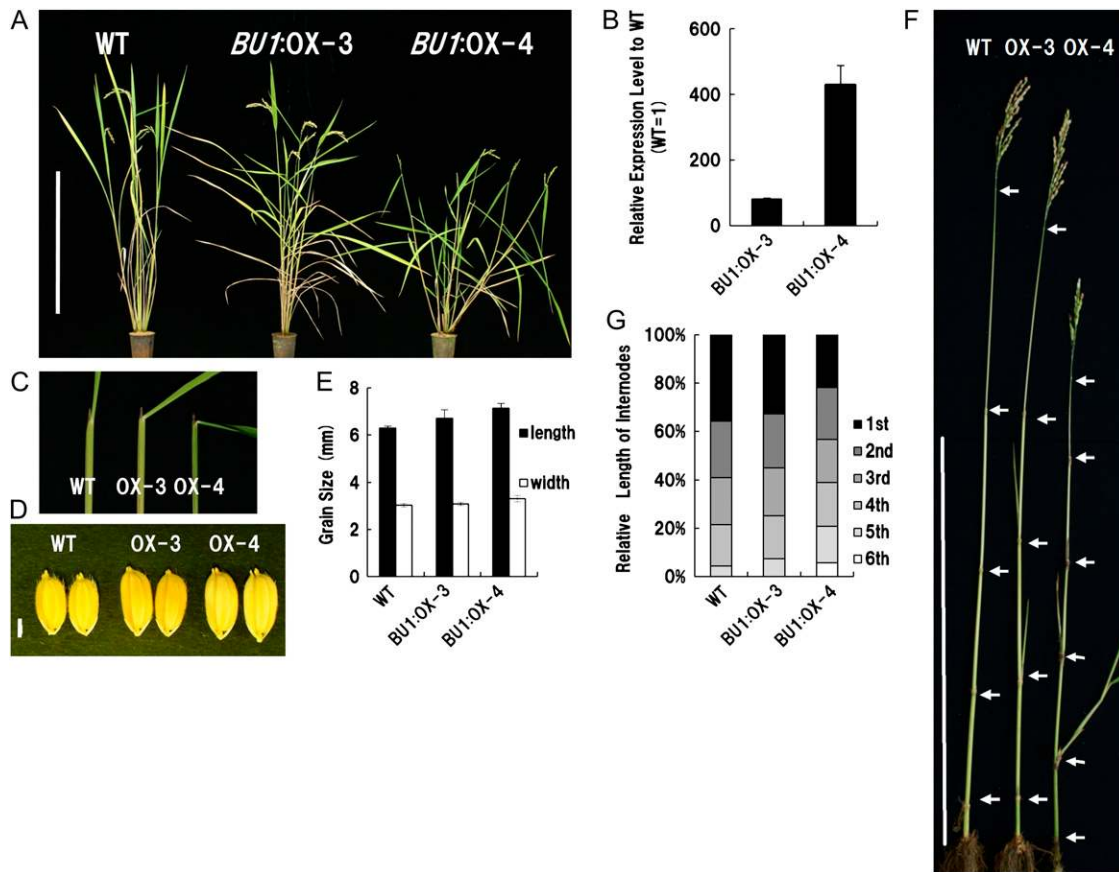 A
WT
BU1:OX-3
BU1:OX-4
B
Relative Expression Level to WT
(WT=1)
600
400
200
0
BU1:OX-3
BU1:OX-4
C
WT
OX-3
OX-4
D
WT
OX-3
OX-4
E
Grain Size (mm)
8
6
4
2
0
length
width
WT
BU1:OX-3
BU1:OX-4
F
WT
OX-3
OX-4
G
Relative Length of Internodes
100%
80%
60%
40%
20%
0%
1st
2nd
3rd
4th
5th
6th
WT
BU1:OX-3
BU1:OX-4